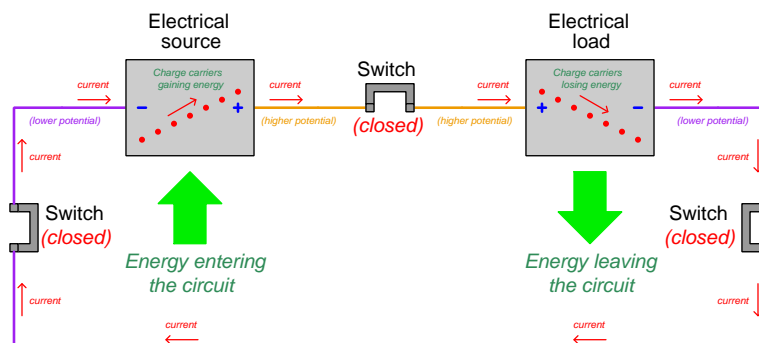 Electrical
source
Electrical
load
Switch
(closed)
current
current
current
current
Charge carriers
gaining energy
Charge carriers
losing energy
-
+
+
-
(lower potential)
(higher potential)
(higher potential)
(lower potential)
current
current
Switch
(closed)
Switch
(closed)
Energy entering
the circuit
Energy leaving
the circuit
current
current
current
current